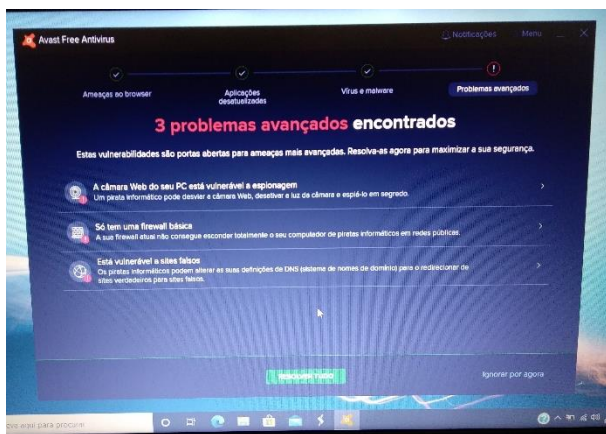 Avast Free Antivirus
Notificações Menu
Ameaças ao browser
Aplicações
desatualizadas
Vírus e malware
Problemas avançados
3 problemas avançados encontrados
Estas vulnerabilidades são portas abertas para ameaças mais avançadas. Resolva-as agora para maximizar a sua segurança.
A câmara Web do seu PC está vulnerável a espionagem
Um pirata informático pode desviar a câmara Web, desativar a luz da câmara e espiá-lo em segredo.
Só tem uma firewall básica
A sua firewall atual não consegue esconder totalmente o seu computador de piratas informáticos em redes públicas.
Está vulnerável a sites falsos
Os piratas informáticos podem alterar as suas definições de DNS (sistema de nomes de domínio) para o redirecionar de
sites verdadeiros para sites falsos.
RESOLVER TUDO
Ignorar por agora
aqui para procurar